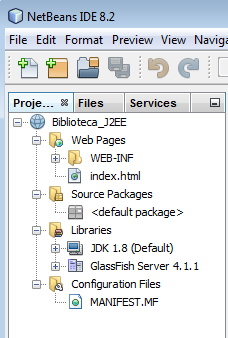 NetBeans IDE 8.2
File Edit Format Preview View Naviga
Proje... Files Services
Biblioteca_J2EE
Web Pages
WEB-INF
index.html
Source Packages
<default package>
Libraries
JDK 1.8 (Default)
GlassFish Server 4.1.1
Configuration Files
MANIFEST.MF